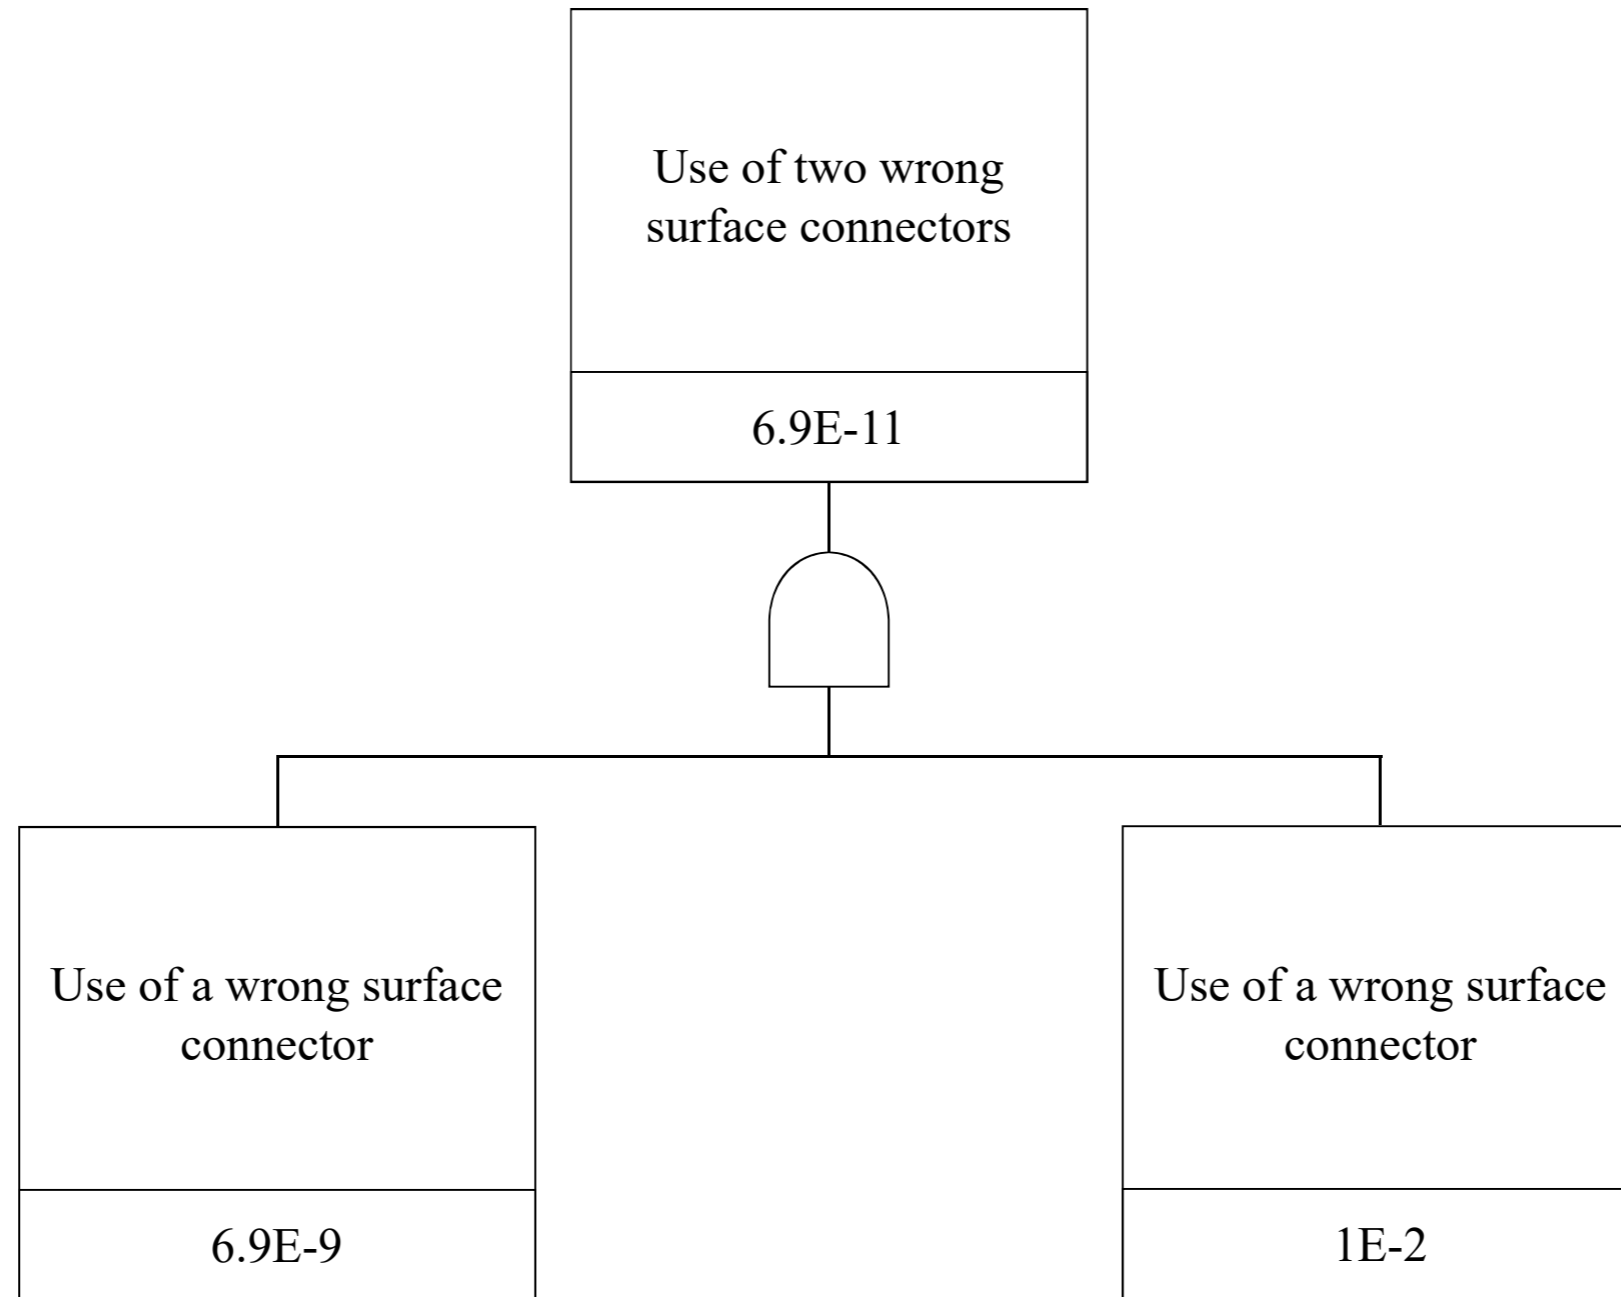 Use of two wrong
surface connectors
6.9E-11
Use of a wrong surface
connector
6.9E-9
Use of a wrong surface
connector
1E-2